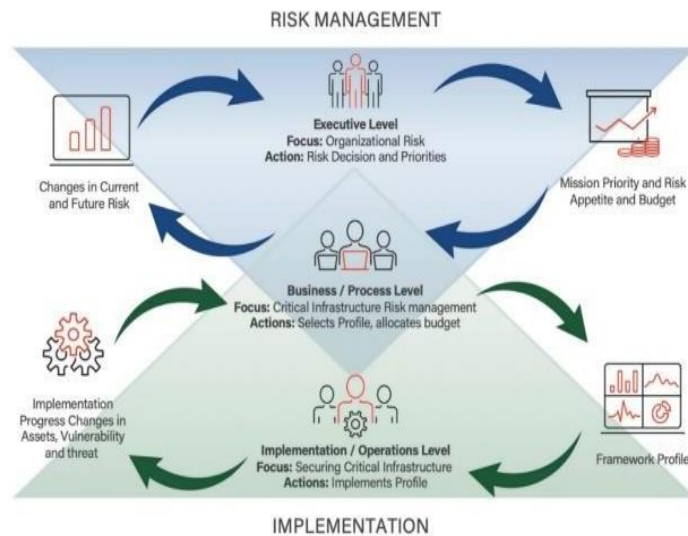 RISK MANAGEMENT
Executive Level
Focus: Organizational Risk
Action: Risk Decision and Priorities
Changes in Current
and Future Risk
Mission Priority and Risk
Appetite and Budget
Business / Process Level
Focus: Critical Infrastructure Risk management
Actions: Selects Profile, allocates budget
Implementation
Progress Changes in
Assets, Vulnerability
and threat
Framework Profile
Implementation / Operations Level
Focus: Securing Critical Infrastructure
Actions: Implements Profile
IMPLEMENTATION